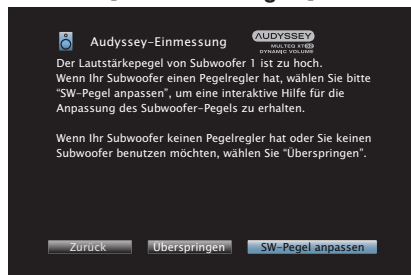 Audyssey-Einmessung
AUDYSSEY
MULTEQ XT32
DYNAMIC VOLUME
Der Lautstärkepegel von Subwoofer 1 ist zu hoch.
Wenn Ihr Subwoofer einen Pegelregler hat, wählen Sie bitte
“SW-Pegel anpassen”, um eine interaktive Hilfe für die
Anpassung des Subwoofer-Pegels zu erhalten.
Wenn Ihr Subwoofer keinen Pegelregler hat oder Sie keinen
Subwoofer benutzen möchten, wählen Sie “Überspringen”.
Zurück
Überspringen
SW-Pegel anpassen